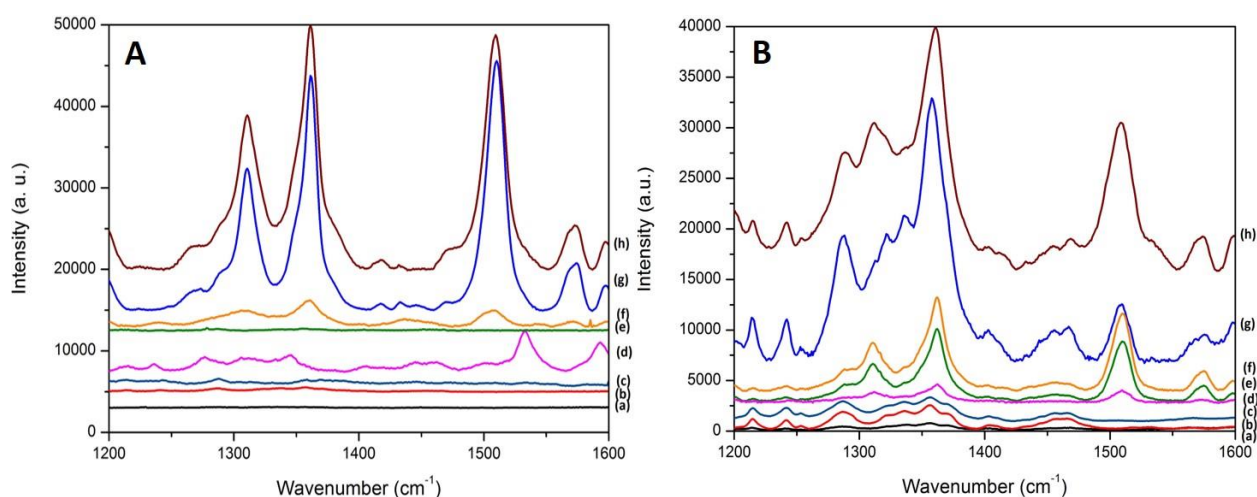 A
50000
40000
30000
20000
10000
0
Intensity (a. u.)
(h)
(g)
(f)
(e)
(d)
(c)
(b)
(a)
1200 1300 1400 1500 1600
Wavenumber (cm-1)
B
40000
35000
30000
25000
20000
15000
10000
5000
0
Intensity (a.u.)
(h)
(g)
(f)
(e)
(d)
(c)
(b)
(a)
1200 1300 1400 1500 1600
Wavenumber (cm-1)